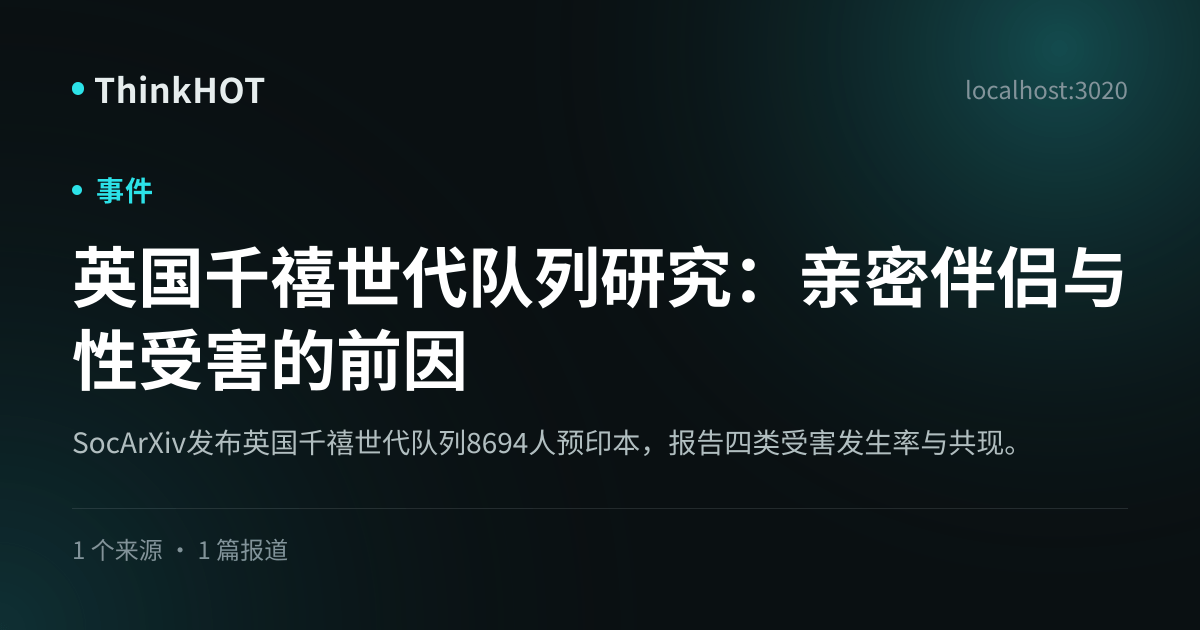 ThinkHOT
localhost:3020
事件
英国千禧世代队列研究：亲密伴侣与
性受害的前因
SocArXiv发布英国千禧世代队列8694人预印本，报告四类受害发生率与共现。
1 个来源 · 1 篇报道